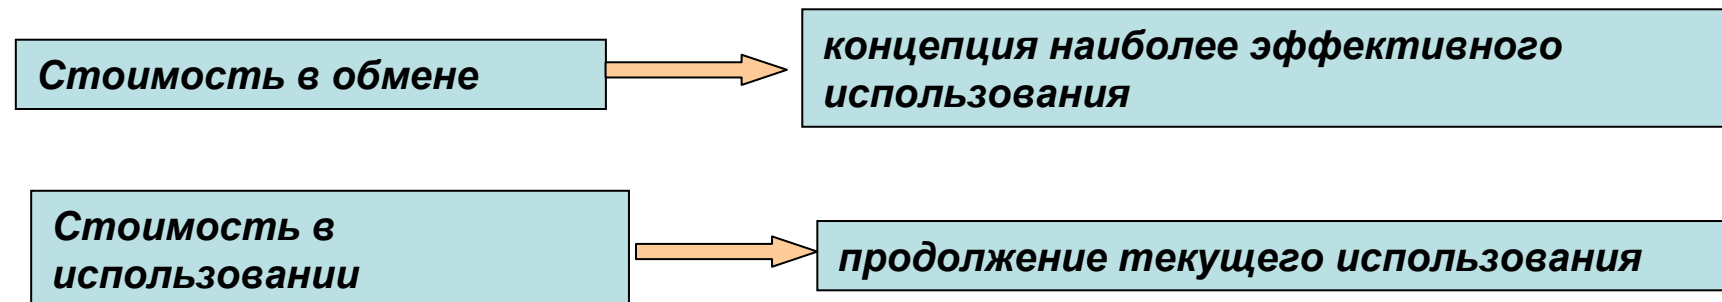 Стоимость в обмене
концепция наиболее эффективного
использования
Стоимость в
использовании
продолжение текущего использования